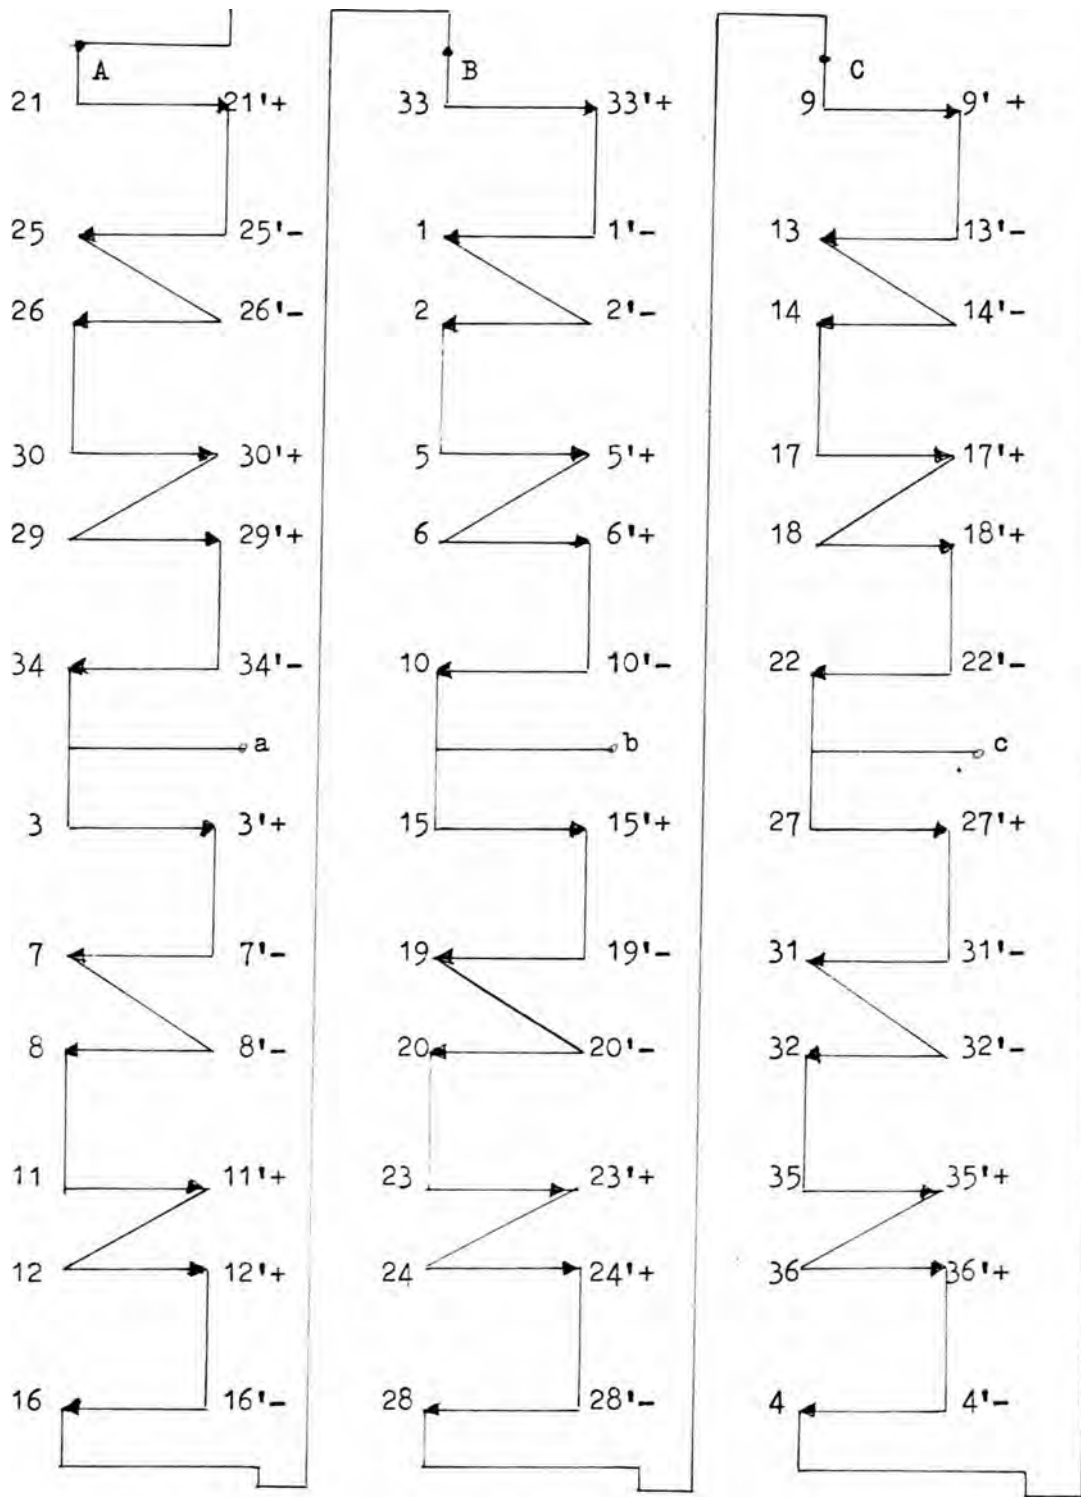 A B C
21 21'+ 33 33'+ 9 9' +
25 25'- 1 1'- 13 13'-
26 26'- 2 2'- 14 14'-
30 30'+ 5 5'+ 17 17'+
29 29'+ 6 6'+ 18 18'+
34 34'- 10 10'- 22 22'-
a b c
3 3'+ 15 15'+ 27 27'+
7 7'- 19 19'- 31 31'-
8 8'- 20 20'- 32 32'-
11 11'+ 23 23'+ 35 35'+
12 12'+ 24 24'+ 36 36'+
16 16'- 28 28'- 4 4'-